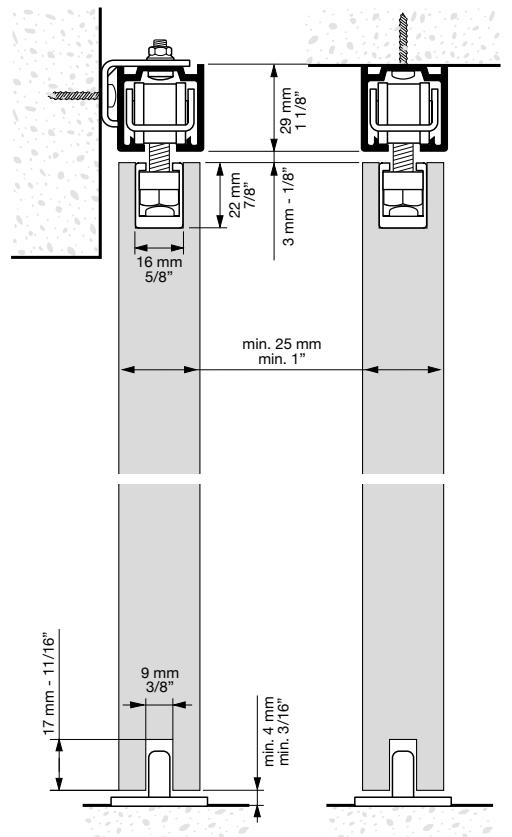 29 mm
1 1/8”
3 mm - 1/8”
22 mm
7/8”
16 mm
5/8”
min. 25 mm
min. 1”
17 mm - 11/16”
9 mm
3/8”
min. 4 mm
min. 3/16”